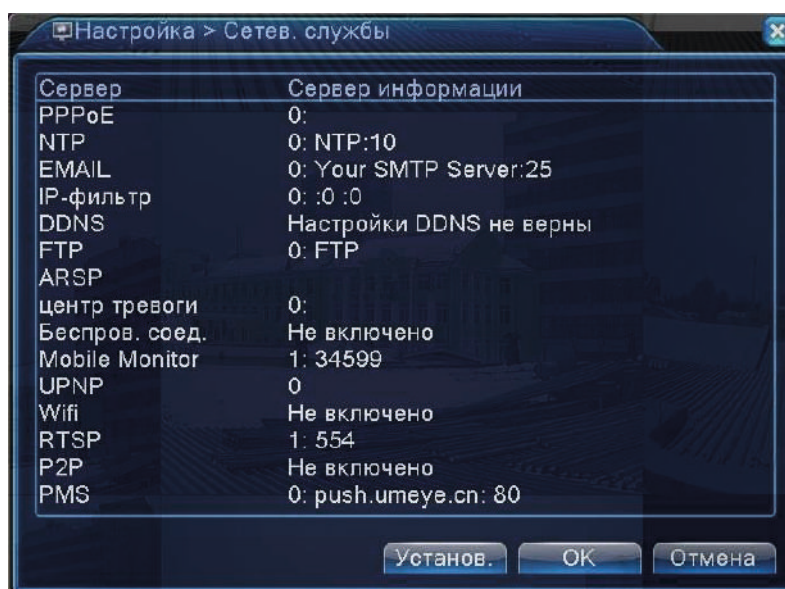 Настройка > Сетев. службы
Сервер Сервер информации
PPPoE 0:
NTP 0: NTP:10
EMAIL 0: Your SMTP Server:25
IP-фильтр 0: :0 :0
DDNS Настройки DDNS не верны
FTP 0: FTP
ARSP
центр тревоги 0:
Беспров. соед. Не включено
Mobile Monitor 1: 34599
UPNP 0
Wifi Не включено
RTSP 1: 554
P2P Не включено
PMS 0: push.umeye.cn: 80
Установ. OK Отмена